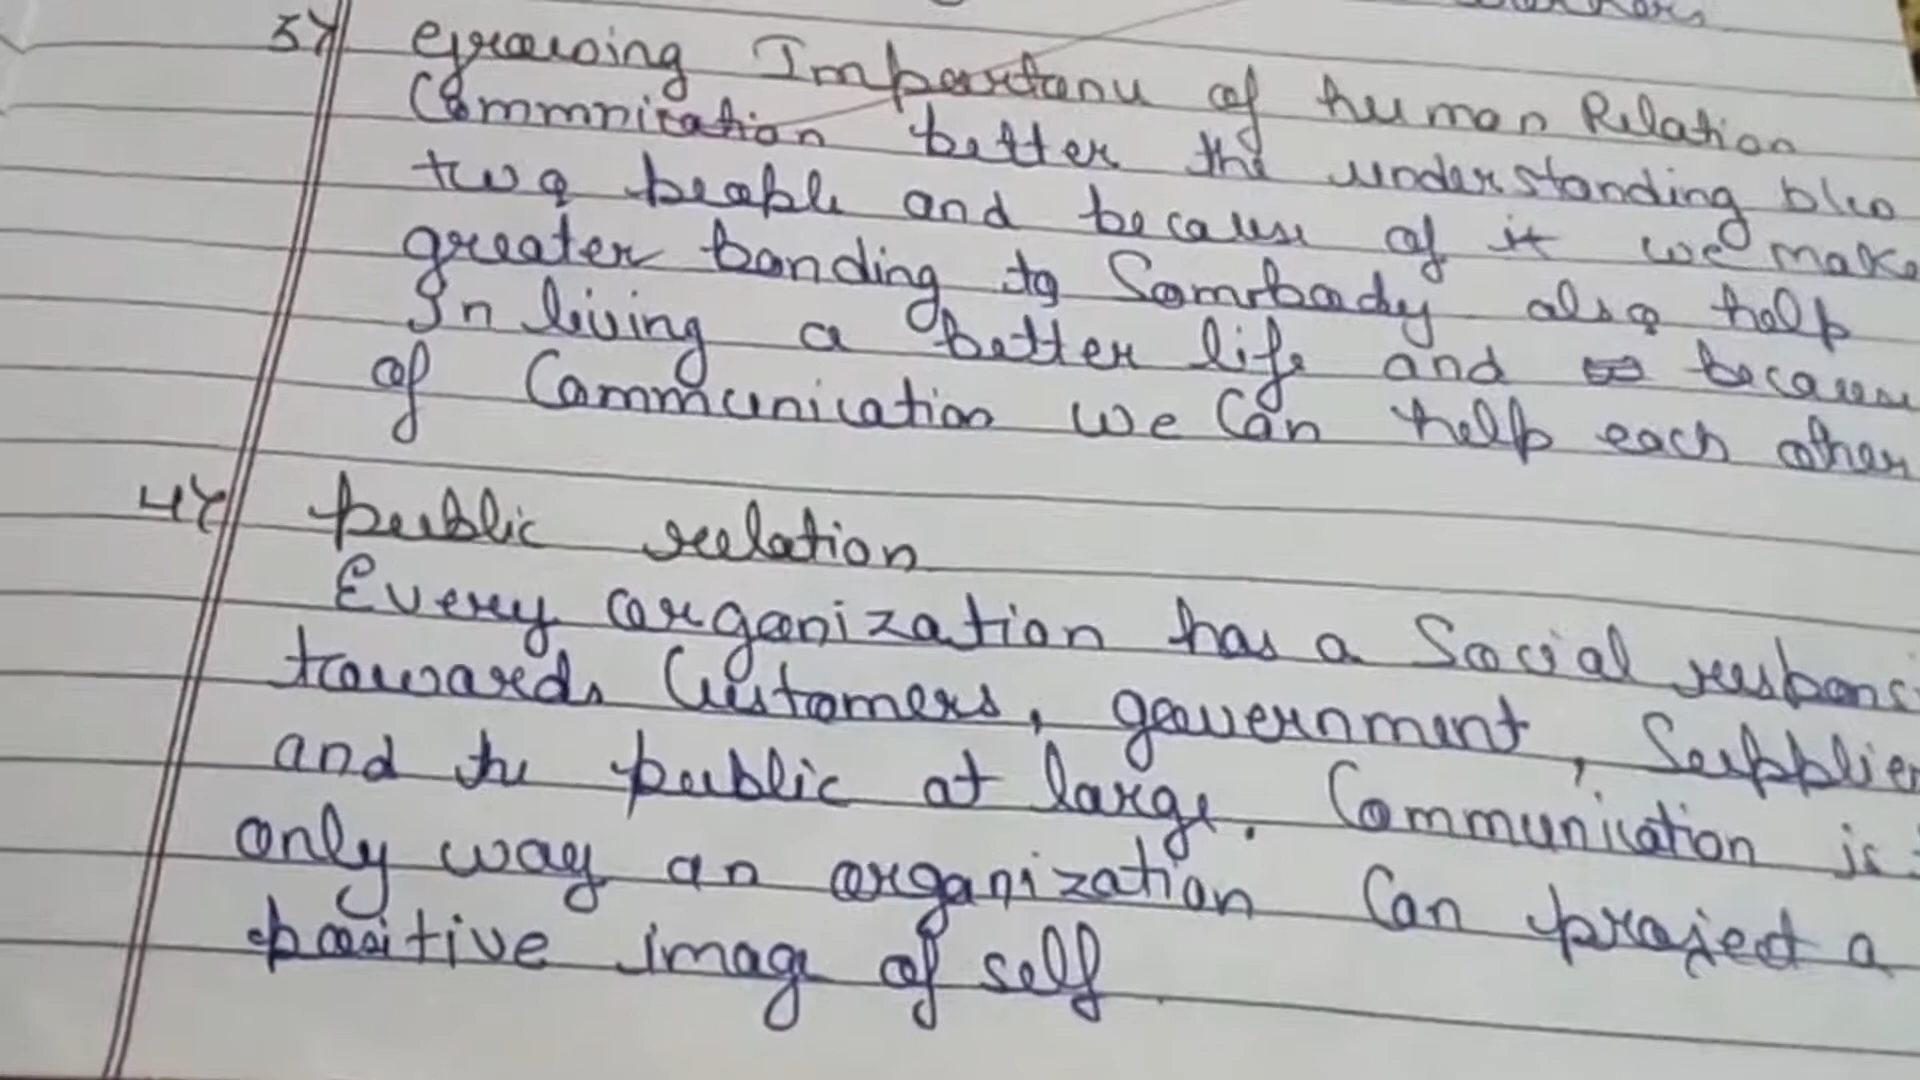 3) Growing Importance of human Relation
Commnication better the understanding b/w
two people and because of it we make
greater bonding to Somebody also help
In living a better life and because
of Communication we Can help each other
4) public relation
Every organization has a Social responsi
towards Customers, government, Supplier
and the public at large. Communication is
only way an organization Can project a
positive image of self